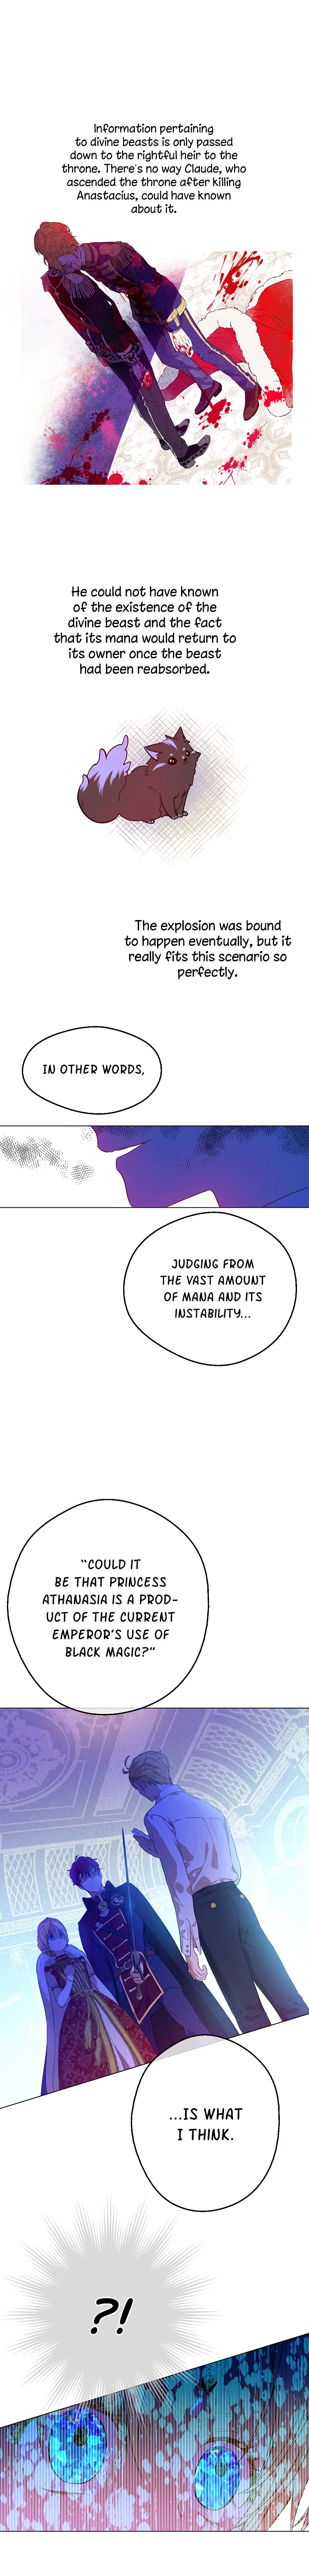 Information pertaining
to divine beasts is only passed
down to the rightful heir to the
throne. There's no way Claude, who
ascended the throne after killing
Anastacius, could have known
about it.
He could not have known
of the existence of the
divine beast and the fact
that its mana would return to
its owner once the beast
had been reabsorbed.
The explosion was bound
to happen eventually, but it
really fits this scenario so
perfectly.
IN OTHER WORDS,
JUDGING FROM
THE VAST AMOUNT
OF MANA AND ITS
INSTABILITY...
"COULD IT
BE THAT PRINCESS
ATHANASIA IS A PROD-
UCT OF THE CURRENT
EMPEROR'S USE OF
BLACK MAGIC?"
...IS WHAT
I THINK.
?!